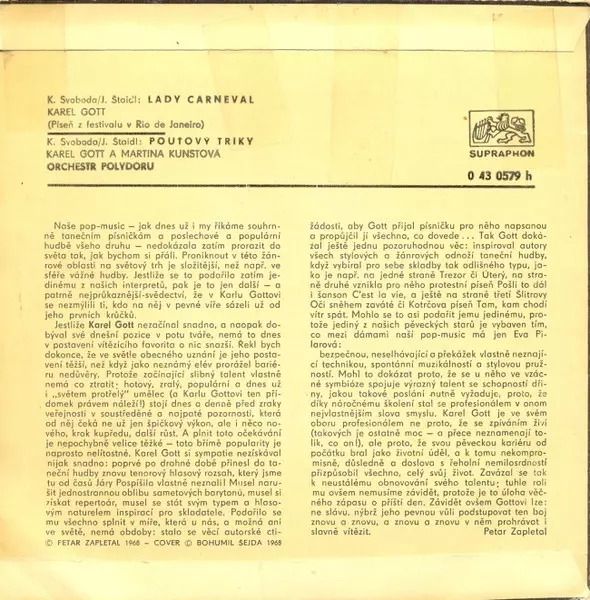 K. Svoboda/J. Štaidl: LADY CARNEVAL
KAREL GOTT
(Píseň z festivalu v Rio de Janeiro)
K. Svoboda/J. Štaidl: POUŤOVÝ TRIKY
KAREL GOTT A MARTINA KUNSTOVÁ
ORCHESTR POLYDORU
SUPRAPHON
0 43 0579 h
Naše pop-music – jak dnes už i my říkáme souhrn-
ně tanečním písničkám a poslechové a populární
hudbě všeho druhu – nedokázala zatím prorazit do
světa tak, jak bychom si přáli. Proniknout v této žán-
rové oblasti na světový trh je složitější, než např. ve
sféře vážné hudby. Jestliže se to podařilo zatím je-
dinému z našich interpretů, pak je to jen další – a
patrně nejprůkaznější-svědectví, že v Karlu Gottovi
se nezmýlili ti, kdo na něj v pevné víře sázeli už od
jeho prvních krůčků.
Jestliže Karel Gott nezačínal snadno, a naopak do-
býval své dnešní pozice v potu tváře, nemá to dnes
v postavení vítězícího favorita o nic snazší. Řekl bych
dokonce, že ve světle obecného uznání je jeho posta-
vení těžší, než když jako neznámý elév prorážel barié-
ru nedůvěry. Protože začínající slibný talent vlastně
nemá co ztratit; hotový, zralý, populární a dnes už
i „světem protřelý" umělec (a Karlu Gottovi ten pří-
domek právem náleží!) stojí dnes a denně před zraky
veřejnosti v soustředěné a napjaté pozornosti, která
od něj čeká ne už jen špičkový výkon, ale i něco no-
vého, krok kupředu, další růst. A plnit toto očekávání
je nepochybně velice těžké – toto břímě popularity je
naprosto nelítostné. Karel Gott si sympatie nezískával
nijak snadno: poprvé po drahné době přinesl do ta-
neční hudby znovu tenorový hlasový rozsah, který jsme
tu od časů Járy Pospíšila vlastně neznali! Musel naru-
šit jednostrannou oblibu sametových barytonů, musel si
získat repertoár, musel se stát svým typem a hlaso-
vým naturelem inspirací pro skladatele. Podařilo se
mu všechno splnit v míře, která u nás, a možná ani
ve světě, nemá obdoby: stalo se věcí autorské cti-
© PETAR ZAPLETAL 1968 – COVER © BOHUMIL ŠEJDA 1968
žádosti, aby Gott přijal písničku pro něho napsanou
a propůjčil jí všechno, co dovede . . . Tak Gott doká-
zal ještě jednu pozoruhodnou věc: inspiroval autory
všech stylových a žánrových odnoží taneční hudby,
když vybíral pro sebe skladby tak odlišného typu, ja-
ko je např. na jedné straně Trezor či Úterý, na stra-
ně druhé vznikla pro něho protestní píseň Pošli to dál
i šanson C'est la vie, a ještě na straně třetí Šlitrovy
Oči sněhem zaváté či Kotrčova píseň Tam, kam chodí
vítr spát. Mohlo se to asi podařit jemu jedinému, pro-
tože jediný z našich pěveckých starů je vybaven tím,
co mezi dámami naší pop-music má jen Eva Pi-
larová:
bezpečnou, neselhávající a překážek vlastně neznají-
cí technikou, spontánní muzikálností a stylovou pruž-
ností. Mohl to dokázat proto, že se u něho ve vzác-
né symbióze spojuje výrazný talent se schopností dři-
ny, jakou takové poslání nutně vyžaduje, proto, že
díky náročnému školení stal se profesionálem v onom
nejvlastnějším slova smyslu. Karel Gott je ve svém
oboru profesionálem ne proto, že se zpíváním živí
(takových je ostatně moc – a přece neznamenají to-
lik, co on!), ale proto, že svou pěveckou kariéru od
počátku bral jako životní úděl, a k tomu nekompro-
misně, důsledně a doslova s řeholní nemilosrdností
přizpůsobil všechno, celý svůj život. Zavázal se tak
k neustálému obnovování svého talentu; tuhle roli
mu ovšem nemusíme závidět, protože je to úloha věč-
ného zápasu o příští den. Závidět ovšem Gottovi lze:
ne slávu, nýbrž jeho pevnou vůli podstupovat ten boj
znovu a znovu, a znovu a znovu v něm prohrávat i
slavně vítězit. Petar Zapletal